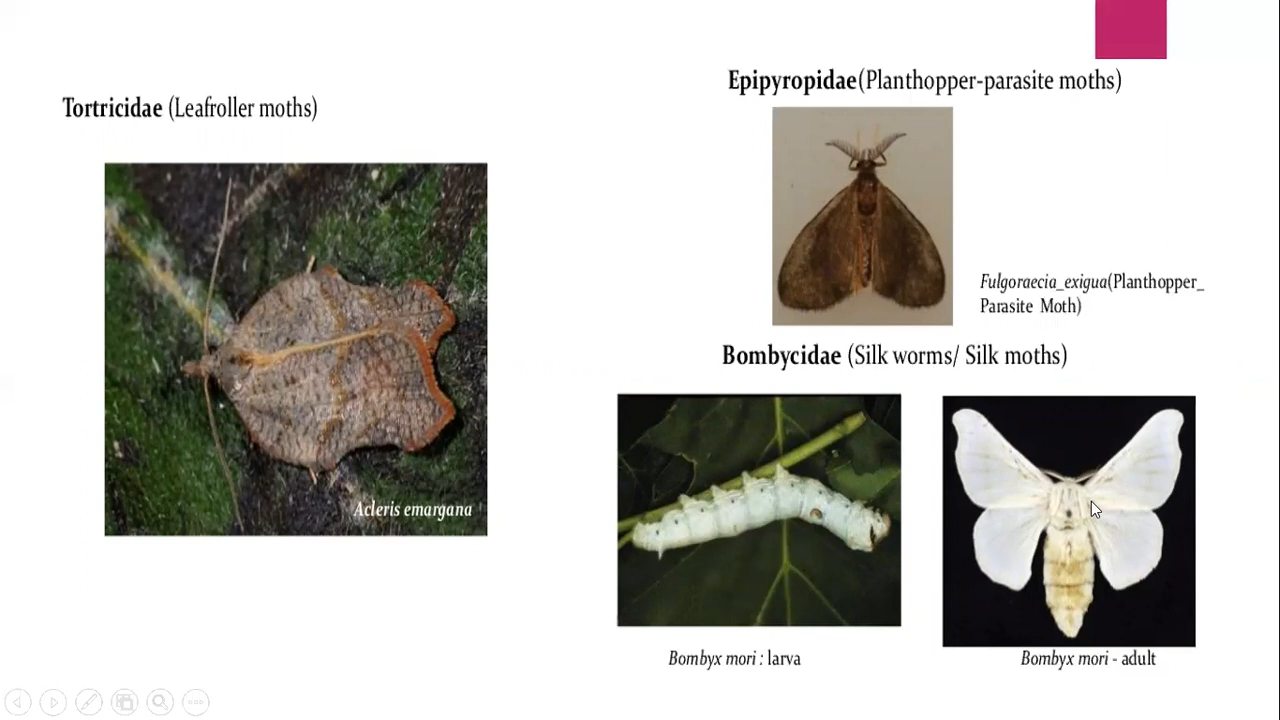 Tortricidae (Leafroller moths)
Acleris emargana
Epipyropidae(Planthopper-parasite moths)
Fulgoraecia_exigua(Planthopper_
Parasite Moth)
Bombycidae (Silk worms/ Silk moths)
Bombyx mori : larva
Bombyx mori - adult